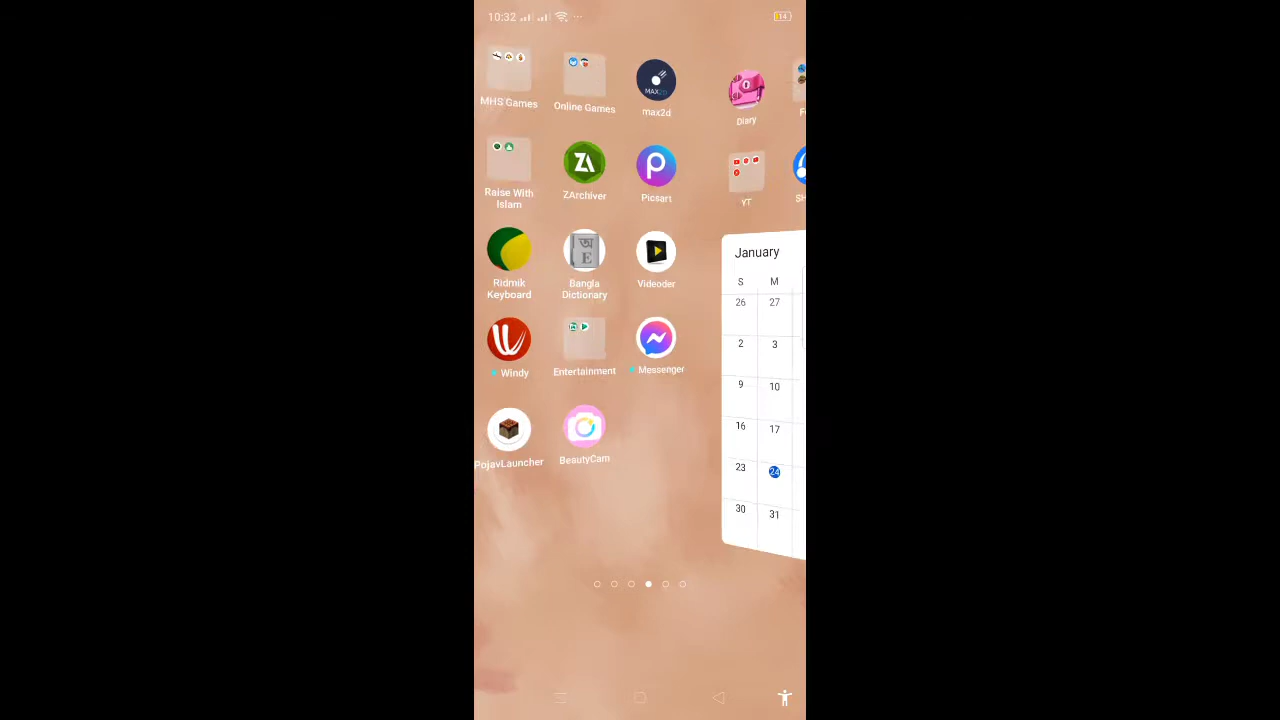 10:32
14
MHS Games
Online Games
max2d
Diary
Raise With
Islam
ZArchiver
Picsart
YT
Ridmik
Keyboard
Bangla
Dictionary
Videoder
Windy
Entertainment
Messenger
PojavLauncher
BeautyCam
January
S M
26 27
2 3
9 10
16 17
23 24
30 31